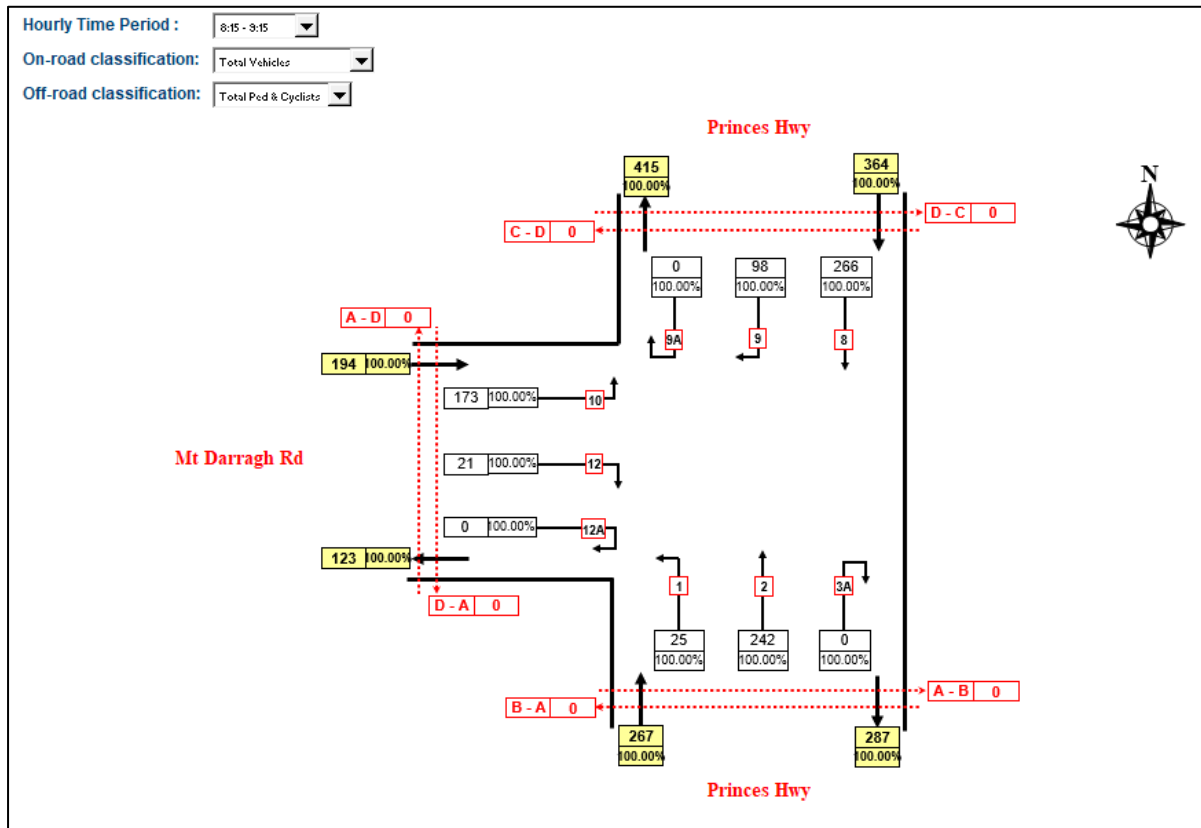 Hourly Time Period :
8:15 - 9:15
On-road classification:
Total Vehicles
Off-road classification:
Total Ped & Cyclists
Princes Hwy
415
100.00%
364
100.00%
N
D - C 0
C - D 0
0
100.00%
98
100.00%
266
100.00%
9A
9
8
A - D 0
194 100.00%
173 100.00%
10
Mt Darragh Rd
21 100.00%
12
0 100.00%
12A
123 100.00%
D - A 0
1
2
3A
25
100.00%
242
100.00%
0
100.00%
A - B 0
B - A 0
267
100.00%
287
100.00%
Princes Hwy